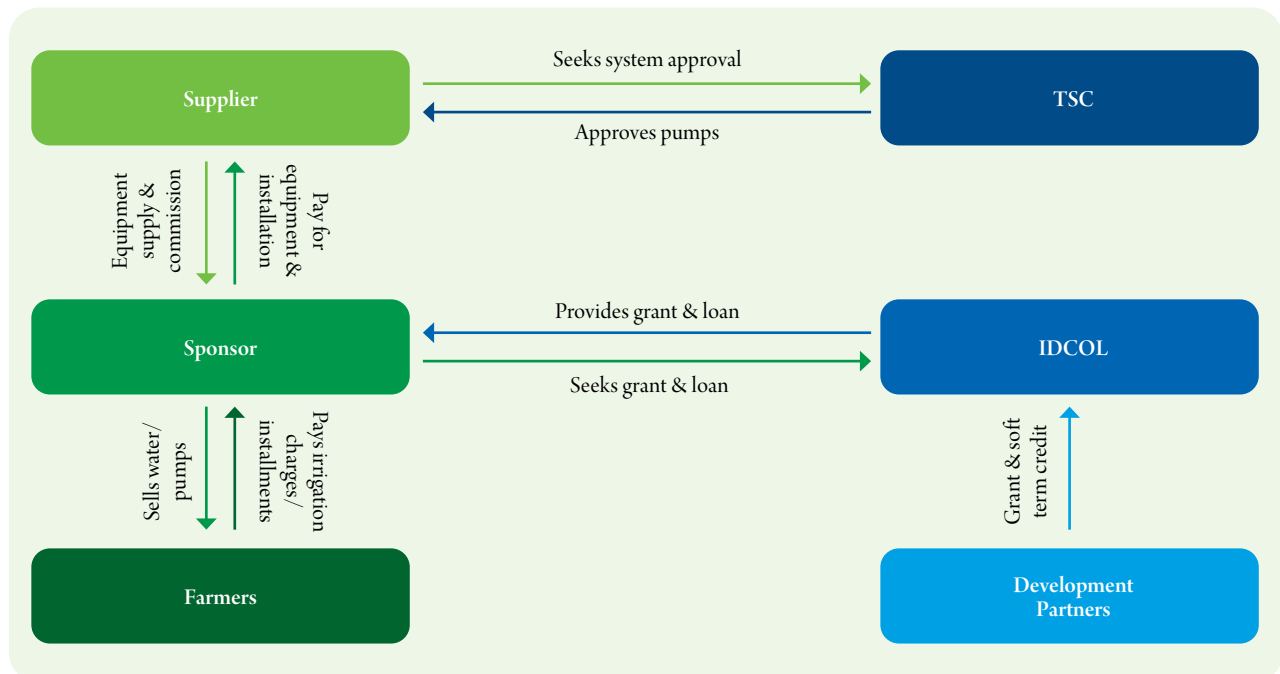 Seeks system approval
Supplier
TSC
Approves pumps
Equipment
supply &
commission
Pay for
equipment &
installation
Provides grant & loan
Sponsor
IDCOL
Seeks grant & loan
Sells water/
pumps
Pays irrigation
charges /
installments
Grant & soft
term credit
Farmers
Development
Partners